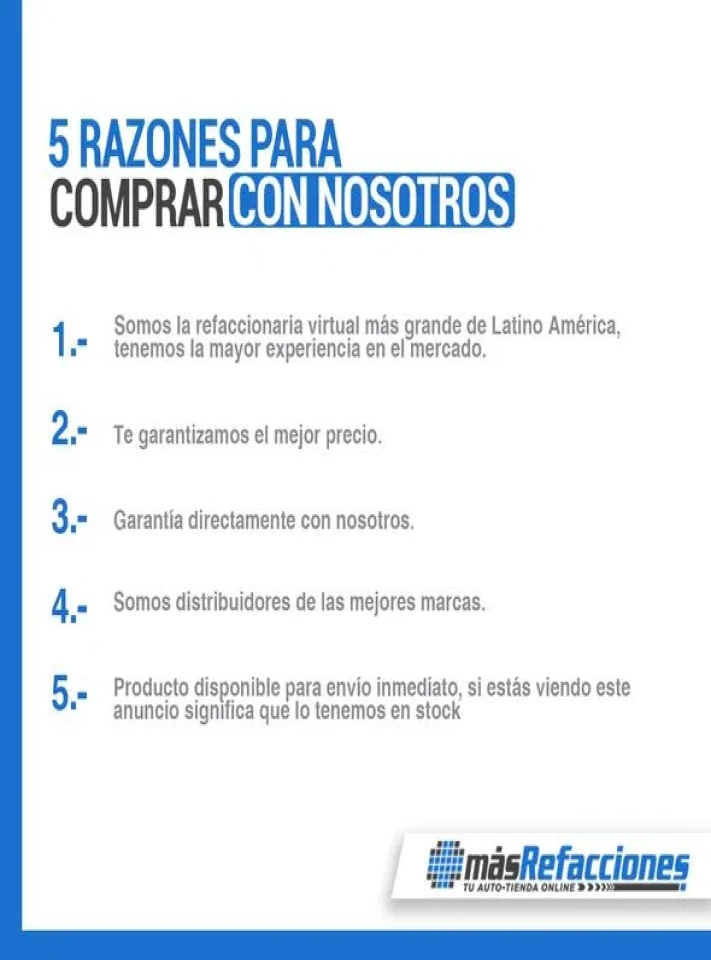 5 RAZONES PARA
COMPRAR CON NOSOTROS
1.- Somos la refaccionaria virtual más grande de Latino América,
tenemos la mayor experiencia en el mercado.
2.- Te garantizamos el mejor precio.
3.- Garantía directamente con nosotros.
4.- Somos distribuidores de las mejores marcas.
5.- Producto disponible para envío inmediato, si estás viendo este
anuncio significa que lo tenemos en stock
másRefacciones
TU AUTO-TIENDA ONLINE